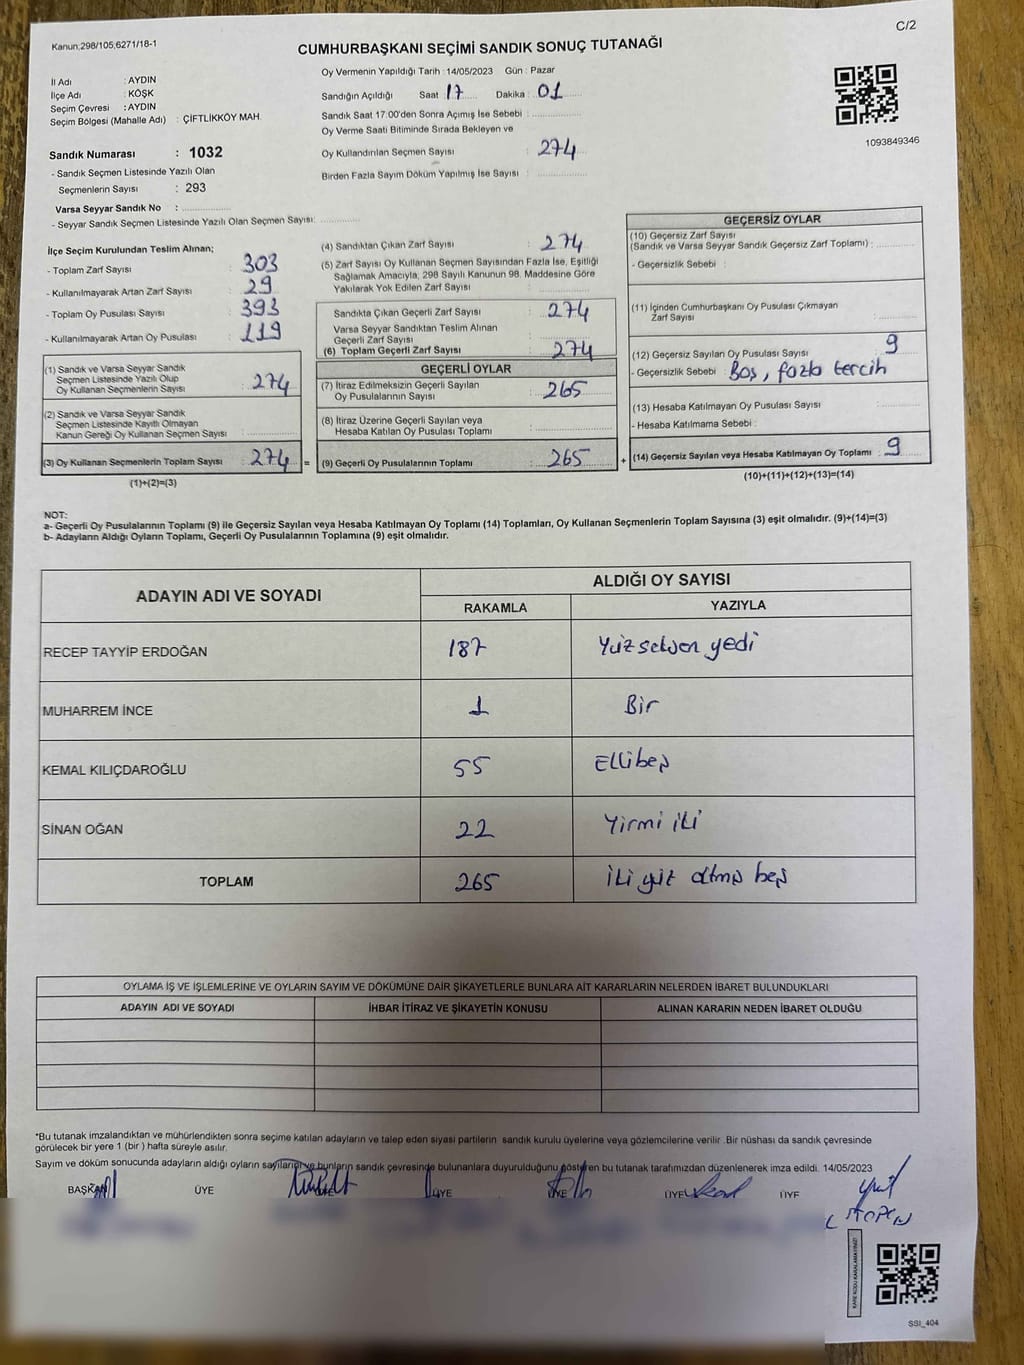 C/2
Kanun;298/105,6271/18-1
CUMHURBAŞKANI SEÇİMİ SANDIK SONUÇ TUTANAĞI
İl Adı : AYDIN
İlçe Adı : KÖŞK
Seçim Çevresi : AYDIN
Seçim Bölgesi (Mahalle Adı) : ÇİFTLİKKÖY MAH.
Oy Vermenin Yapıldığı Tarih : 14/05/2023 Gün : Pazar
Sandığın Açıldığı Saat 17 Dakika : 01
Sandık Saat 17:00'den Sonra Açımış İse Sebebi :
Oy Verme Saati Bitiminde Sırada Bekleyen ve
Oy Kullandırılan Seçmen Sayısı : 274
Birden Fazla Sayım Döküm Yapılmış İse Sayısı :
1093849346
Sandık Numarası : 1032
- Sandık Seçmen Listesinde Yazılı Olan
Seçmenlerin Sayısı : 293
Varsa Seyyar Sandık No :
- Seyyar Sandık Seçmen Listesinde Yazılı Olan Seçmen Sayısı:
İlçe Seçim Kurulundan Teslim Alınan;
- Toplam Zarf Sayısı : 303
- Kullanılmayarak Artan Zarf Sayısı : 29
- Toplam Oy Pusulası Sayısı : 393
- Kullanılmayarak Artan Oy Pusulası : 119
(1) Sandık ve Varsa Seyyar Sandık
Seçmen Listesinde Yazılı Olup
Oy Kullanan Seçmenlerin Sayısı : 274
(2) Sandık ve Varsa Seyyar Sandık
Seçmen Listesinde Kayıtlı Olmayan
Kanun Gereği Oy Kullanan Seçmen Sayısı :
(3) Oy Kullanan Seçmenlerin Toplam Sayısı : 274 =
(1)+(2)=(3)
(4) Sandıktan Çıkan Zarf Sayısı : 274
(5) Zarf Sayısı Oy Kullanan Seçmen Sayısından Fazla İse, Eşitliği
Sağlamak Amacıyla; 298 Sayılı Kanunun 98. Maddesine Göre
Yakılarak Yok Edilen Zarf Sayısı :
Sandıkta Çıkan Geçerli Zarf Sayısı : 274
Varsa Seyyar Sandıktan Teslim Alınan
Geçerli Zarf Sayısı :
(6) Toplam Geçerli Zarf Sayısı : 274
GEÇERLİ OYLAR
(7) İtiraz Edilmeksizin Geçerli Sayılan
Oy Pusulalarının Sayısı : 265
(8) İtiraz Üzerine Geçerli Sayılan veya
Hesaba Katılan Oy Pusulası Toplamı :
(9) Geçerli Oy Pusulalarının Toplamı : 265 +
GEÇERSİZ OYLAR
(10) Geçersiz Zarf Sayısı
(Sandık ve Varsa Seyyar Sandık Geçersiz Zarf Toplamı) :
- Geçersizlik Sebebi :
(11) İçinden Cumhurbaşkanı Oy Pusulası Çıkmayan
Zarf Sayısı :
(12) Geçersiz Sayılan Oy Pusulası Sayısı : 9
- Geçersizlik Sebebi : Boş, fazla tercih
(13) Hesaba Katılmayan Oy Pusulası Sayısı :
- Hesaba Katılmama Sebebi :
(14) Geçersiz Sayılan veya Hesaba Katılmayan Oy Toplamı : 9
(10)+(11)+(12)+(13)=(14)
NOT:
a- Geçerli Oy Pusulalarının Toplamı (9) ile Geçersiz Sayılan veya Hesaba Katılmayan Oy Toplamı (14) Toplamları, Oy Kullanan Seçmenlerin Toplam Sayısına (3) eşit olmalıdır. (9)+(14)=(3)
b- Adayların Aldığı Oyların Toplamı, Geçerli Oy Pusulalarının Toplamına (9) eşit olmalıdır.
ADAYIN ADI VE SOYADI ALDIĞI OY SAYISI
RAKAMLA YAZIYLA
RECEP TAYYİP ERDOĞAN 187 Yüz seksen yedi
MUHARREM İNCE 1 Bir
KEMAL KILIÇDAROĞLU 55 Ellibeş
SİNAN OĞAN 22 Yirmi iki
TOPLAM 265 iki yüz altmış beş
OYLAMA İŞ VE İŞLEMLERİNE VE OYLARIN SAYIM VE DÖKÜMÜNE DAİR ŞİKAYETLERLE BUNLARA AİT KARARLARIN NELERDEN İBARET BULUNDUKLARI
ADAYIN ADI VE SOYADI İHBAR İTİRAZ VE ŞİKAYETİN KONUSU ALINAN KARARIN NEDEN İBARET OLDUĞU
*Bu tutanak imzalandıktan ve mühürlendikten sonra seçime katılan adayların ve talep eden siyasi partilerin sandık kurulu üyelerine veya gözlemcilerine verilir .Bir nüshası da sandık çevresinde
görülecek bir yere 1 (bir ) hafta süreyle asılır.
Sayım ve döküm sonucunda adayların aldığı oyların sayılarını ve bunların sandık çevresinde bulunanlara duyurulduğunu gösteren bu tutanak tarafımızdan düzenlenerek imza edildi. 14/05/2023
BAŞKAN ÜYE ÜYE ÜYE ÜYE ÜYE ÜYE
KARE KODU KARALAMAYINIZ!
SSI_404